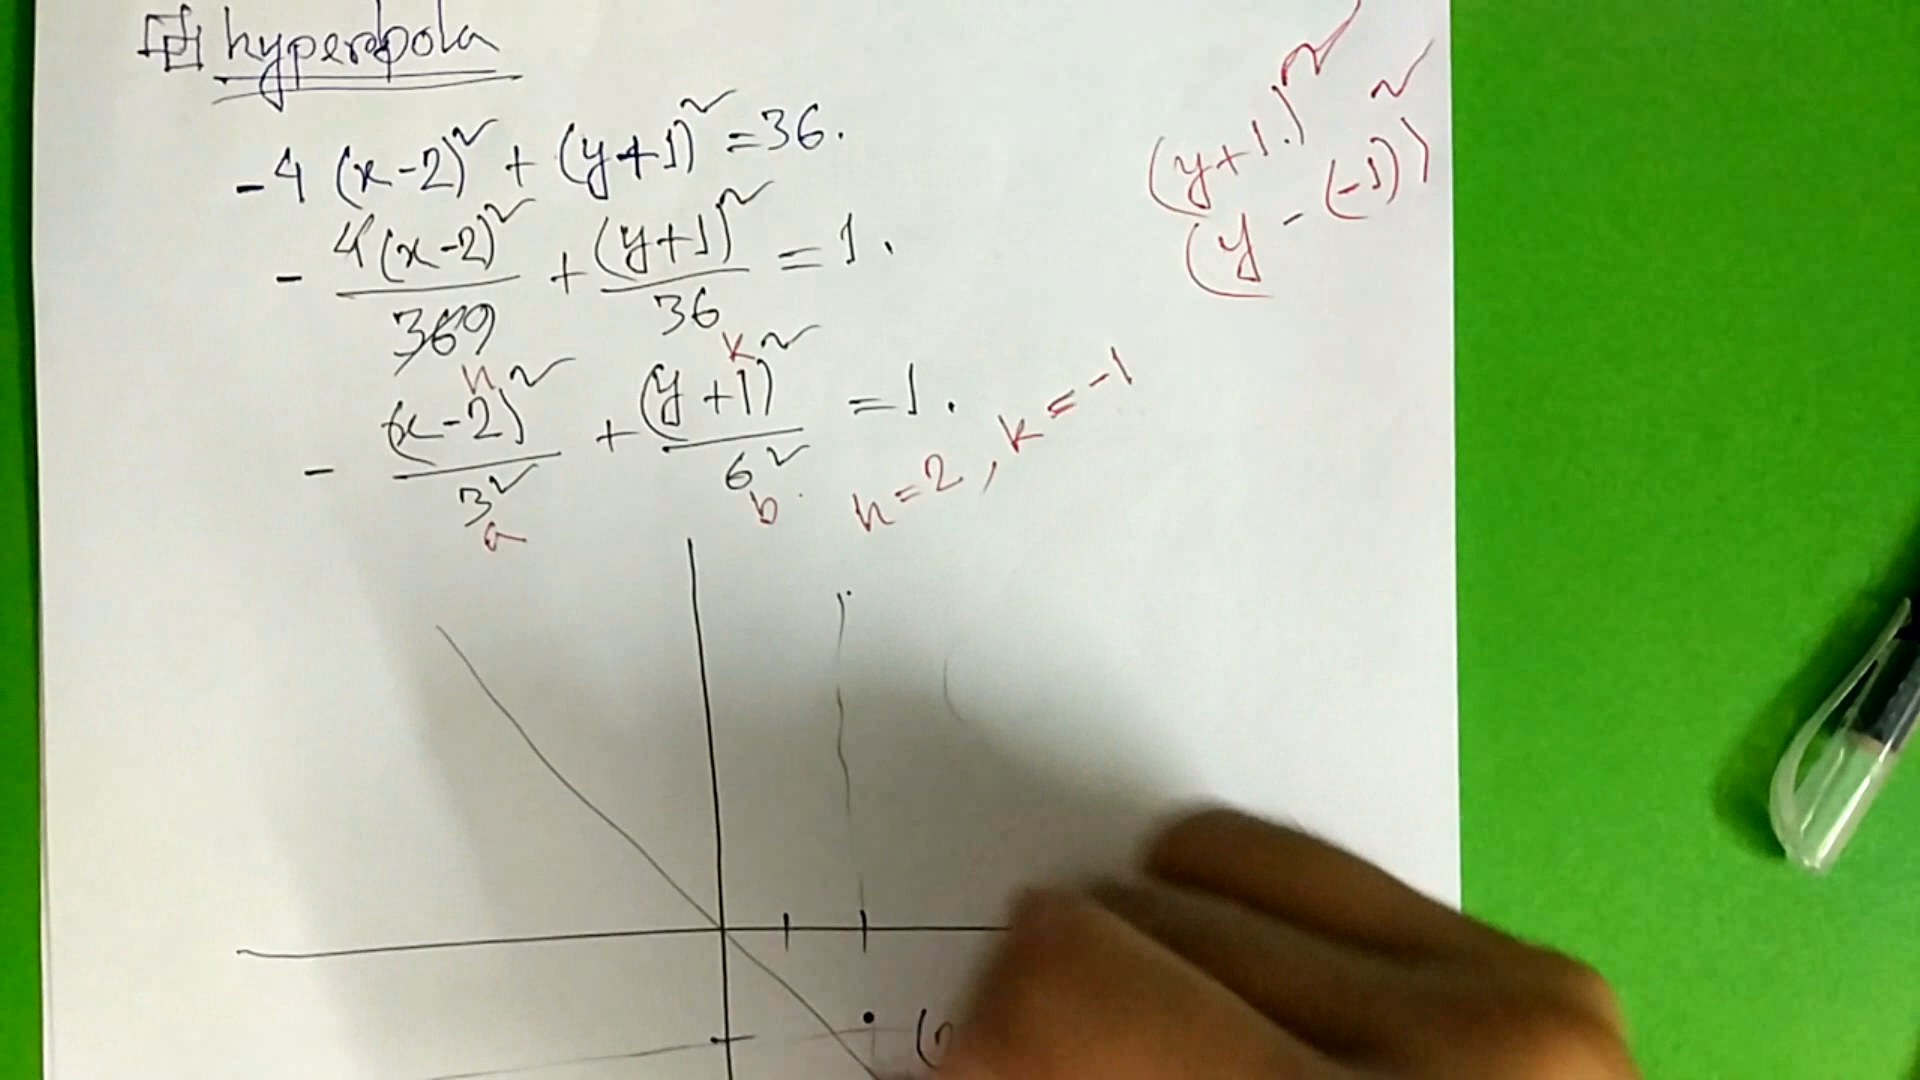 hyperbola
-4 (x-2)² + (y+1)² = 36.
(y+1)²
(y - (-1))²
- 4(x-2)²/369 + (y+1)²/36 = 1.
h k
- (x-2)²/3² + (y+1)²/6² = 1.
a b
h=2, k=-1